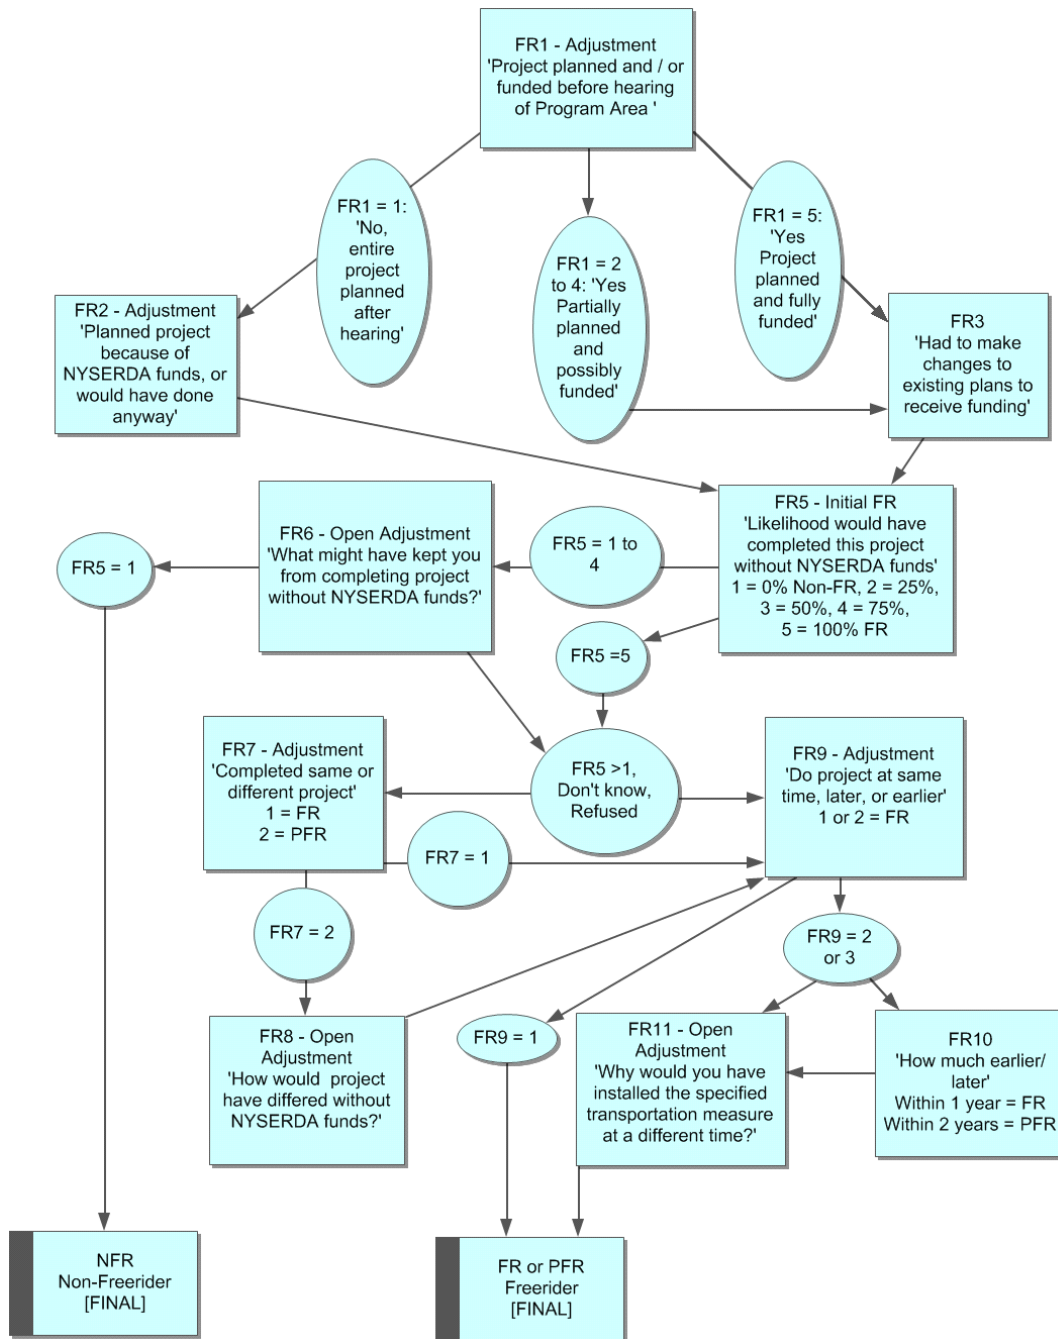 FR1 - Adjustment
'Project planned and / or
funded before hearing
of Program Area '
FR1 = 1:
'No,
entire
project
planned
after
hearing'
FR1 = 2
to 4: 'Yes
Partially
planned
and
possibly
funded'
FR1 = 5:
'Yes
Project
planned
and fully
funded'
FR2 - Adjustment
'Planned project
because of
NYSERDA funds, or
would have done
anyway'
FR3
'Had to make
changes to
existing plans to
receive funding'
FR5 - Initial FR
'Likelihood would have
completed this project
without NYSERDA funds'
1 = 0% Non-FR, 2 = 25%,
3 = 50%, 4 = 75%,
5 = 100% FR
FR5 = 1 to
4
FR6 - Open Adjustment
'What might have kept you
from completing project
without NYSERDA funds?'
FR5 = 1
FR5 =5
FR5 >1,
Don't know,
Refused
FR7 - Adjustment
'Completed same or
different project'
1 = FR
2 = PFR
FR9 - Adjustment
'Do project at same
time, later, or earlier'
1 or 2 = FR
FR7 = 1
FR7 = 2
FR9 = 2
or 3
FR8 - Open
Adjustment
'How would project
have differed without
NYSERDA funds?'
FR9 = 1
FR11 - Open
Adjustment
'Why would you have
installed the specified
transportation measure
at a different time?'
FR10
'How much earlier/
later'
Within 1 year = FR
Within 2 years = PFR
NFR
Non-Freerider
[FINAL]
FR or PFR
Freerider
[FINAL]